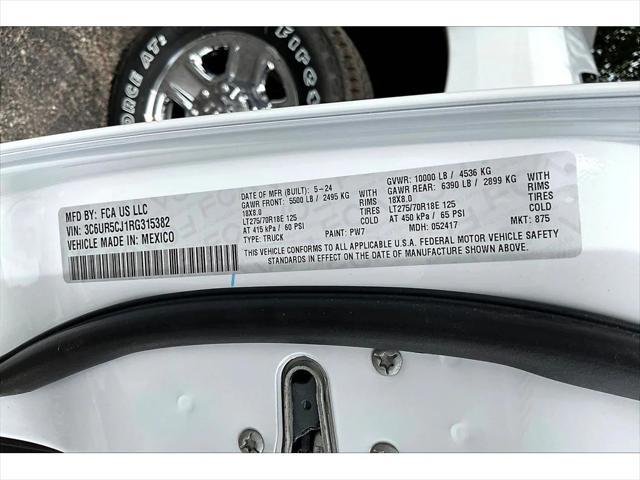 FORCE AT.
FIRC
MFD BY: FCA US LLC
VIN: 3C6UR5CJ1RG315382
VEHICLE MADE IN: MEXICO
DATE OF MFR (BUILT): 5-24
GAWR FRONT: 5500 LB / 2495 KG WITH
18X8.0 RIMS
LT275/70R18E 125 TIRES
AT 415 kPa / 60 PSI COLD
TYPE: TRUCK PAINT: PW7
GVWR: 10000 LB / 4536 KG
GAWR REAR: 6390 LB / 2899 KG WITH
18X8.0 RIMS
LT275/70R18E 125 TIRES
AT 450 kPa / 65 PSI COLD
MDH: 052417 MKT: 875
THIS VEHICLE CONFORMS TO ALL APPLICABLE U.S.A. FEDERAL MOTOR VEHICLE SAFETY
STANDARDS IN EFFECT ON THE DATE OF MANUFACTURE SHOWN ABOVE.